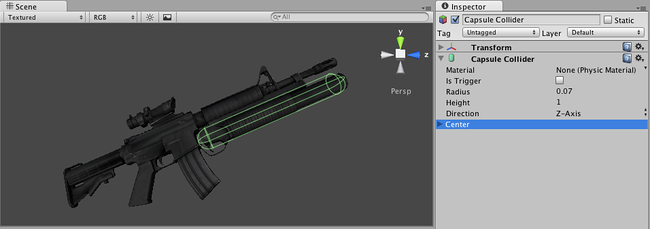 Scene
Textured
RGB
All
y
z
Persp
Inspector
Capsule Collider
Static
Tag
Untagged
Layer
Default
Transform
Capsule Collider
Material
None (Physic Material)
Is Trigger
Radius
0.07
Height
1
Direction
Z-Axis
Center